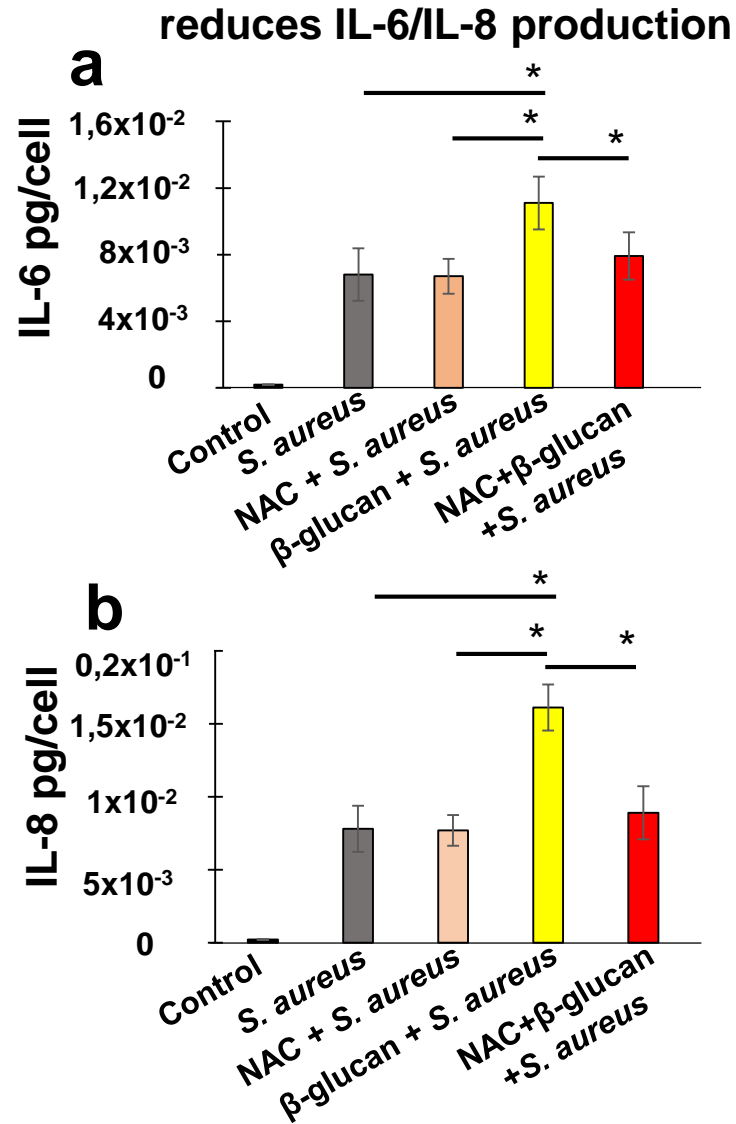 reduces IL-6/IL-8 production
a
*
*
*
IL-6 pg/cell
1,6x10⁻²
1,2x10⁻²
8x10⁻³
4x10⁻³
0
Control
S. aureus
NAC + S. aureus
β-glucan + S. aureus
NAC+β-glucan
+S. aureus
b
*
*
*
IL-8 pg/cell
0,2x10⁻¹
1,5x10⁻²
1x10⁻²
5x10⁻³
0
Control
S. aureus
NAC + S. aureus
β-glucan + S. aureus
NAC+β-glucan
+S. aureus